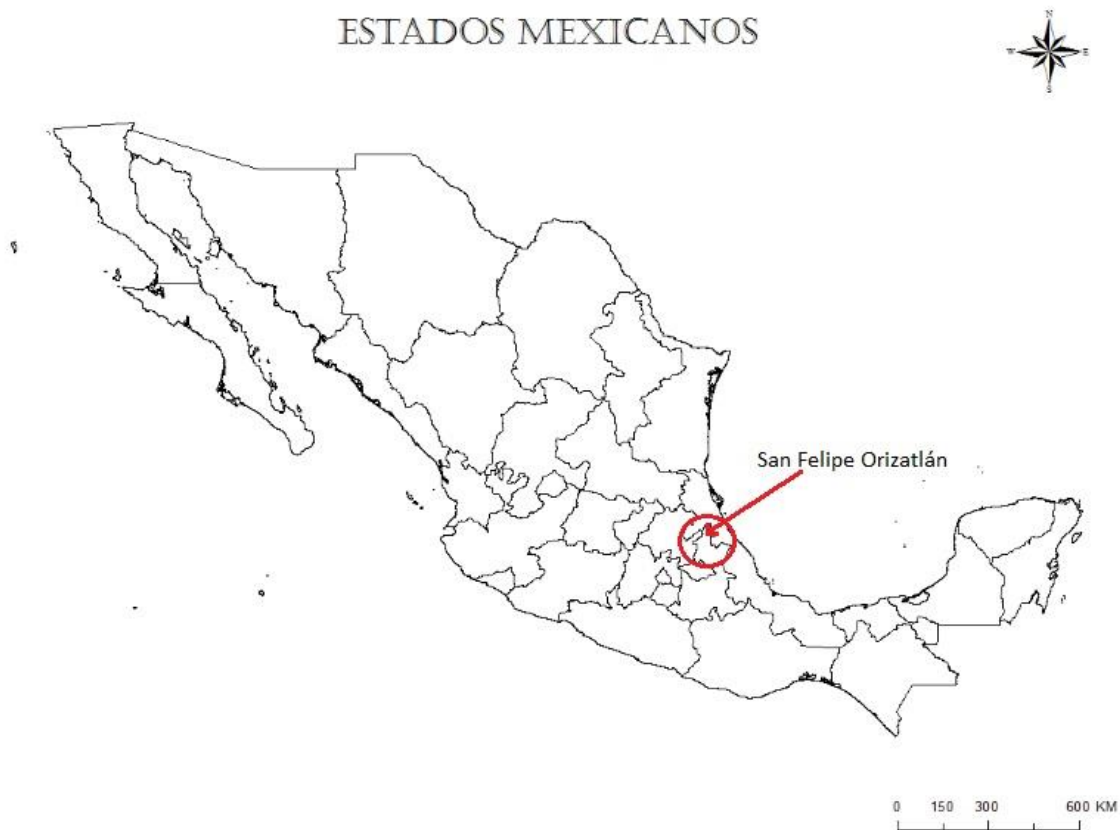 ESTADOS MEXICANOS
N
W E
S
San Felipe Orizatlán
0 150 300 600 KM